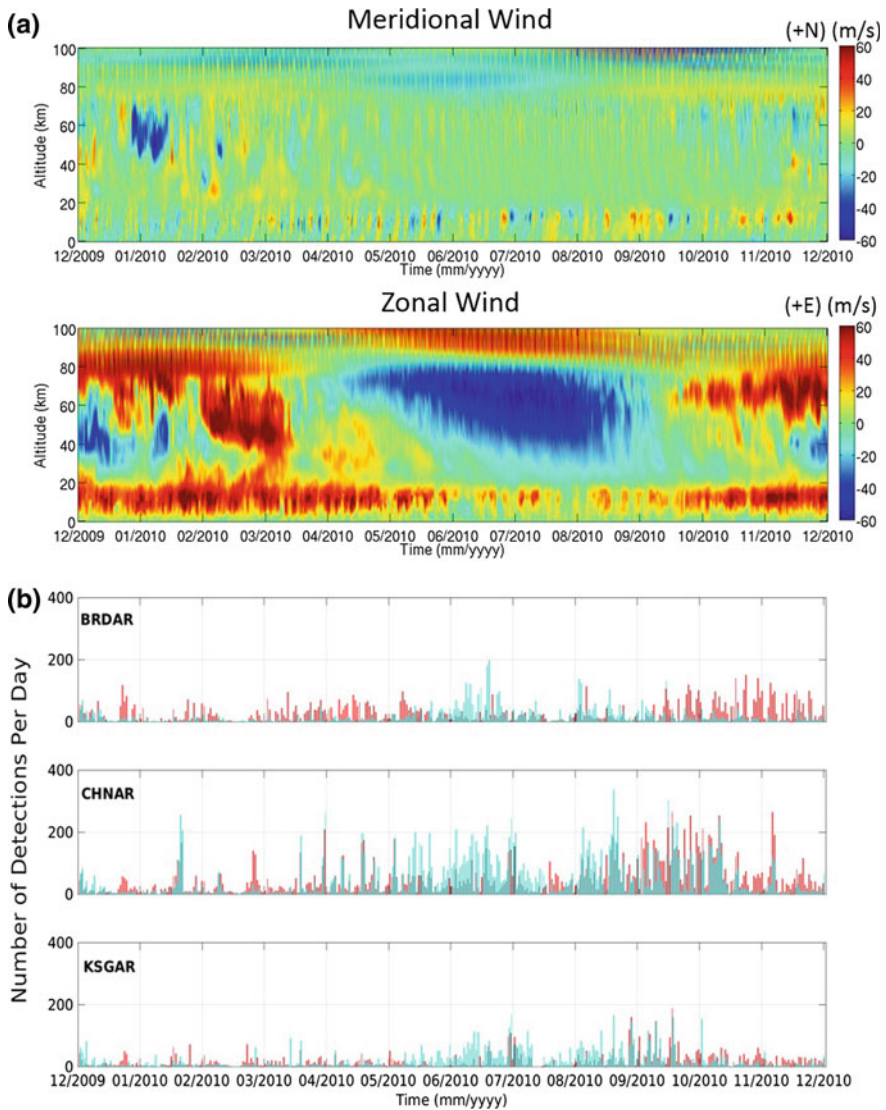 (a)
Meridional Wind
(+N) (m/s)
100
80
60
40
20
0
Altitude (km)
60
40
20
0
-20
-40
-60
12/2009 01/2010 02/2010 03/2010 04/2010 05/2010 06/2010 07/2010 08/2010 09/2010 10/2010 11/2010 12/2010
Time (mm/yyyy)
Zonal Wind
(+E) (m/s)
100
80
60
40
20
0
Altitude (km)
60
40
20
0
-20
-40
-60
12/2009 01/2010 02/2010 03/2010 04/2010 05/2010 06/2010 07/2010 08/2010 09/2010 10/2010 11/2010 12/2010
Time (mm/yyyy)
(b)
Number of Detections Per Day
400
200
0
BRDAR
400
200
0
CHNAR
400
200
0
KSGAR
12/2009 01/2010 02/2010 03/2010 04/2010 05/2010 06/2010 07/2010 08/2010 09/2010 10/2010 11/2010 12/2010
Time (mm/yyyy)